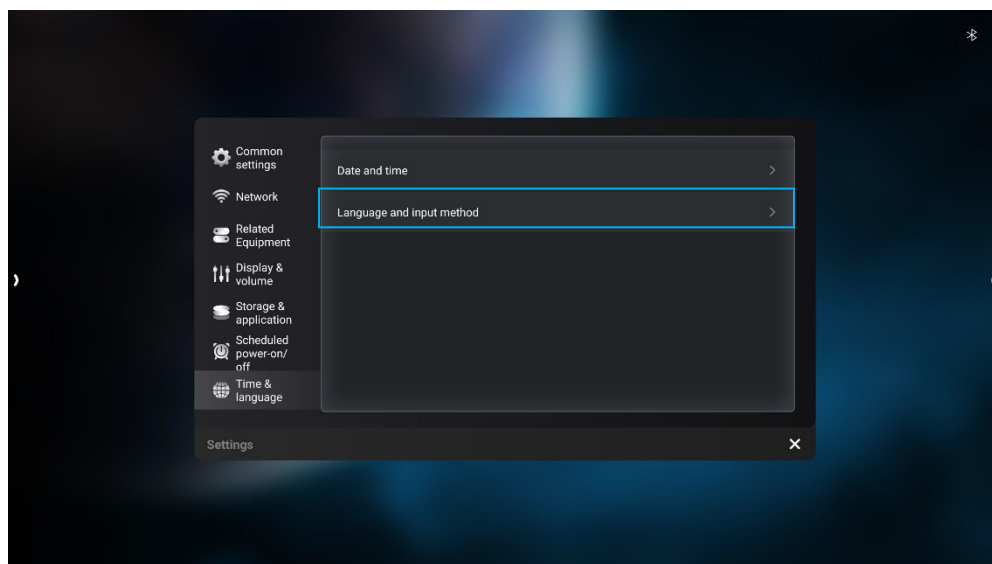 Common
settings
Network
Related
Equipment
Display &
volume
Storage &
application
Scheduled
power-on/
off
Time &
language
Date and time
Language and input method
Settings